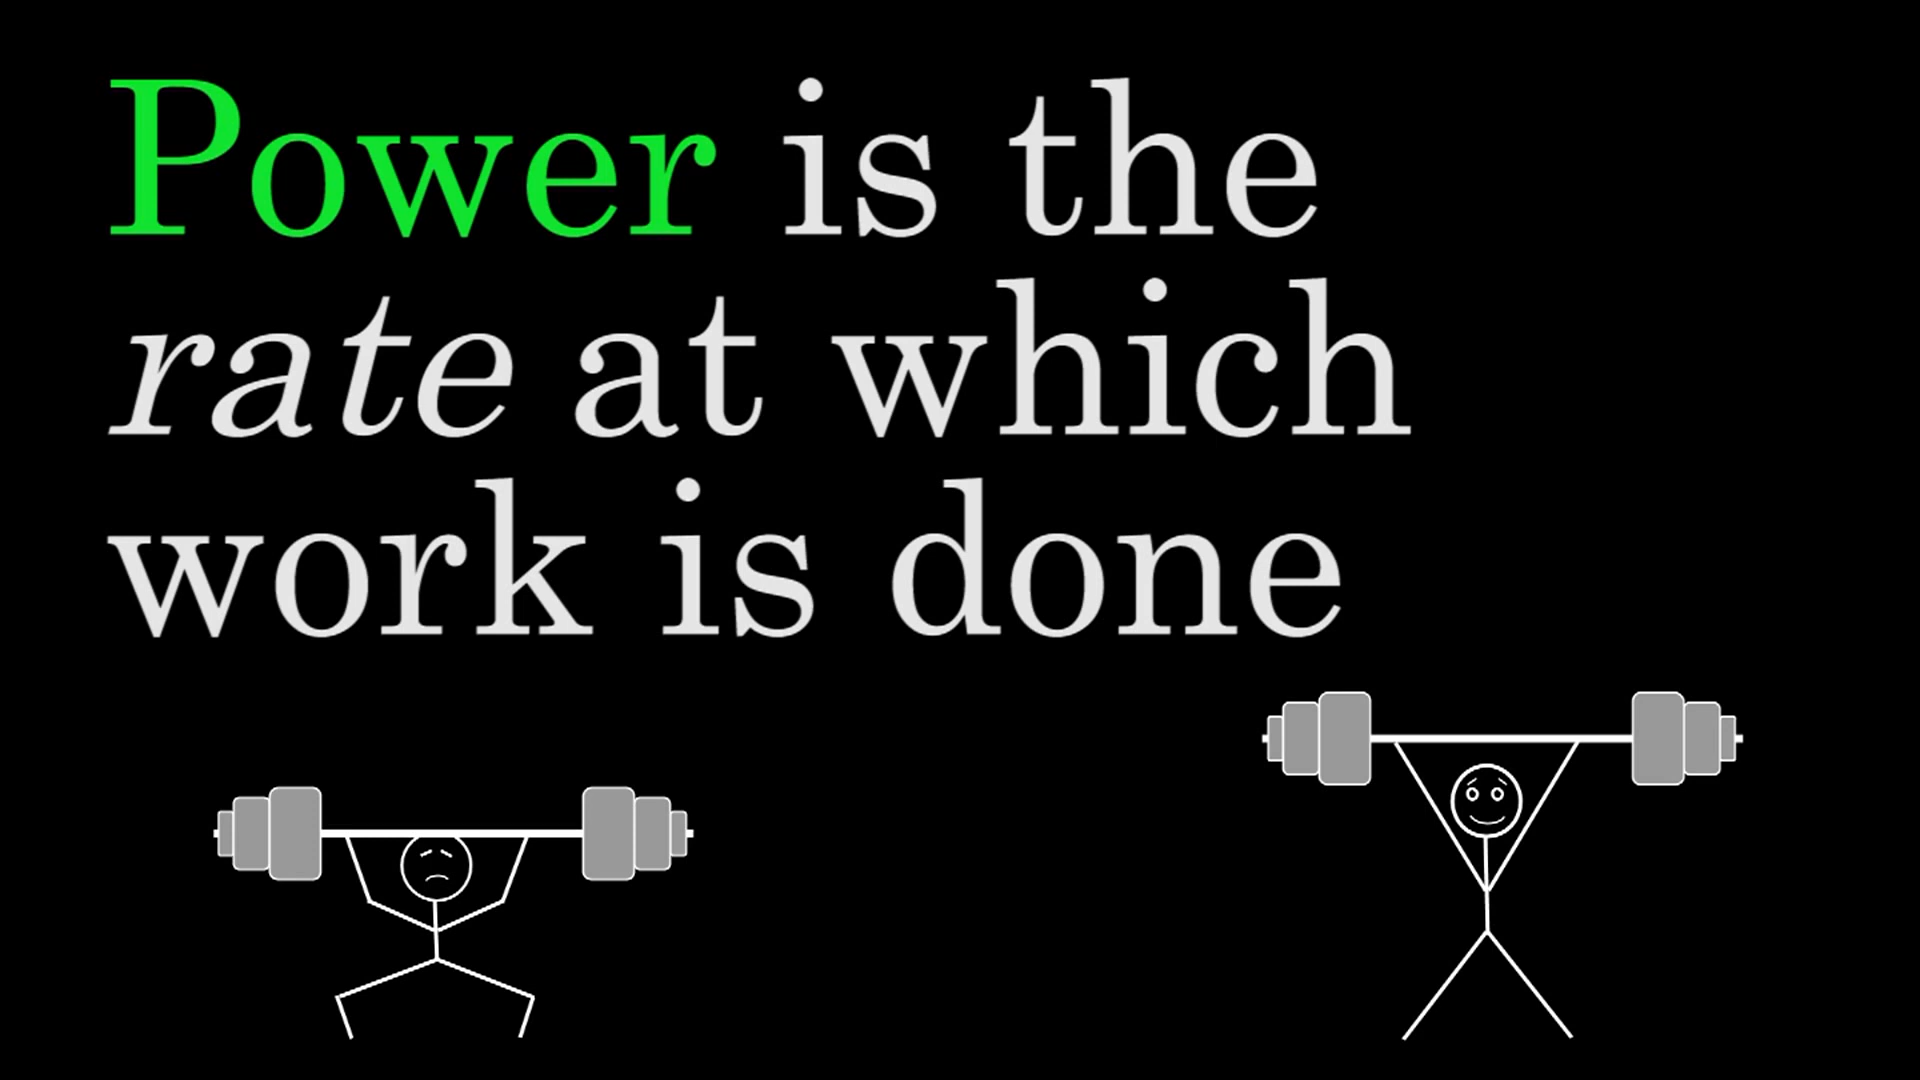 Power is the
rate at which
work is done